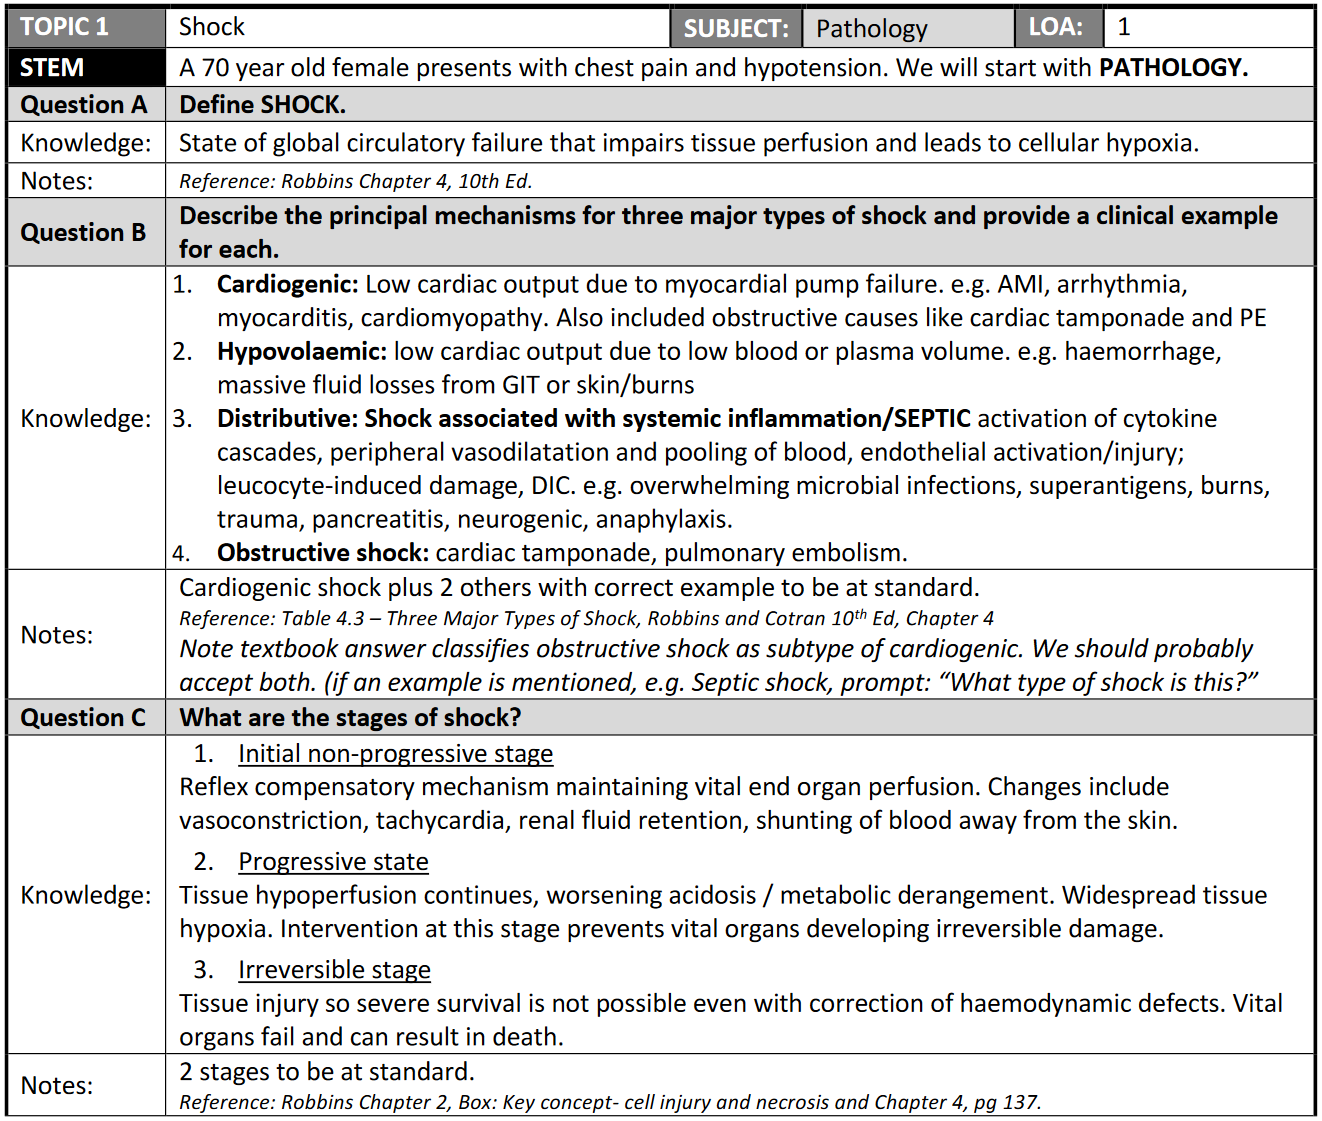 TOPIC 1 Shock SUBJECT: Pathology LOA: 1
STEM A 70 year old female presents with chest pain and hypotension. We will start with PATHOLOGY.
Question A Define SHOCK.
Knowledge: State of global circulatory failure that impairs tissue perfusion and leads to cellular hypoxia.
Notes: Reference: Robbins Chapter 4, 10th Ed.
Question B
Describe the principal mechanisms for three major types of shock and provide a clinical example
for each.
Knowledge:
1. Cardiogenic: Low cardiac output due to myocardial pump failure. e.g. AMI, arrhythmia,
myocarditis, cardiomyopathy. Also included obstructive causes like cardiac tamponade and PE
2. Hypovolaemic: low cardiac output due to low blood or plasma volume. e.g. haemorrhage,
massive fluid losses from GIT or skin/burns
3. Distributive: Shock associated with systemic inflammation/SEPTIC activation of cytokine
cascades, peripheral vasodilatation and pooling of blood, endothelial activation/injury;
leucocyte-induced damage, DIC. e.g. overwhelming microbial infections, superantigens, burns,
trauma, pancreatitis, neurogenic, anaphylaxis.
4. Obstructive shock: cardiac tamponade, pulmonary embolism.
Notes:
Cardiogenic shock plus 2 others with correct example to be at standard.
Reference: Table 4.3 – Three Major Types of Shock, Robbins and Cotran 10th Ed, Chapter 4
Note textbook answer classifies obstructive shock as subtype of cardiogenic. We should probably
accept both. (if an example is mentioned, e.g. Septic shock, prompt: “What type of shock is this?”
Question C What are the stages of shock?
Knowledge:
1. Initial non-progressive stage
Reflex compensatory mechanism maintaining vital end organ perfusion. Changes include
vasoconstriction, tachycardia, renal fluid retention, shunting of blood away from the skin.
2. Progressive state
Tissue hypoperfusion continues, worsening acidosis / metabolic derangement. Widespread tissue
hypoxia. Intervention at this stage prevents vital organs developing irreversible damage.
3. Irreversible stage
Tissue injury so severe survival is not possible even with correction of haemodynamic defects. Vital
organs fail and can result in death.
Notes:
2 stages to be at standard.
Reference: Robbins Chapter 2, Box: Key concept- cell injury and necrosis and Chapter 4, pg 137.